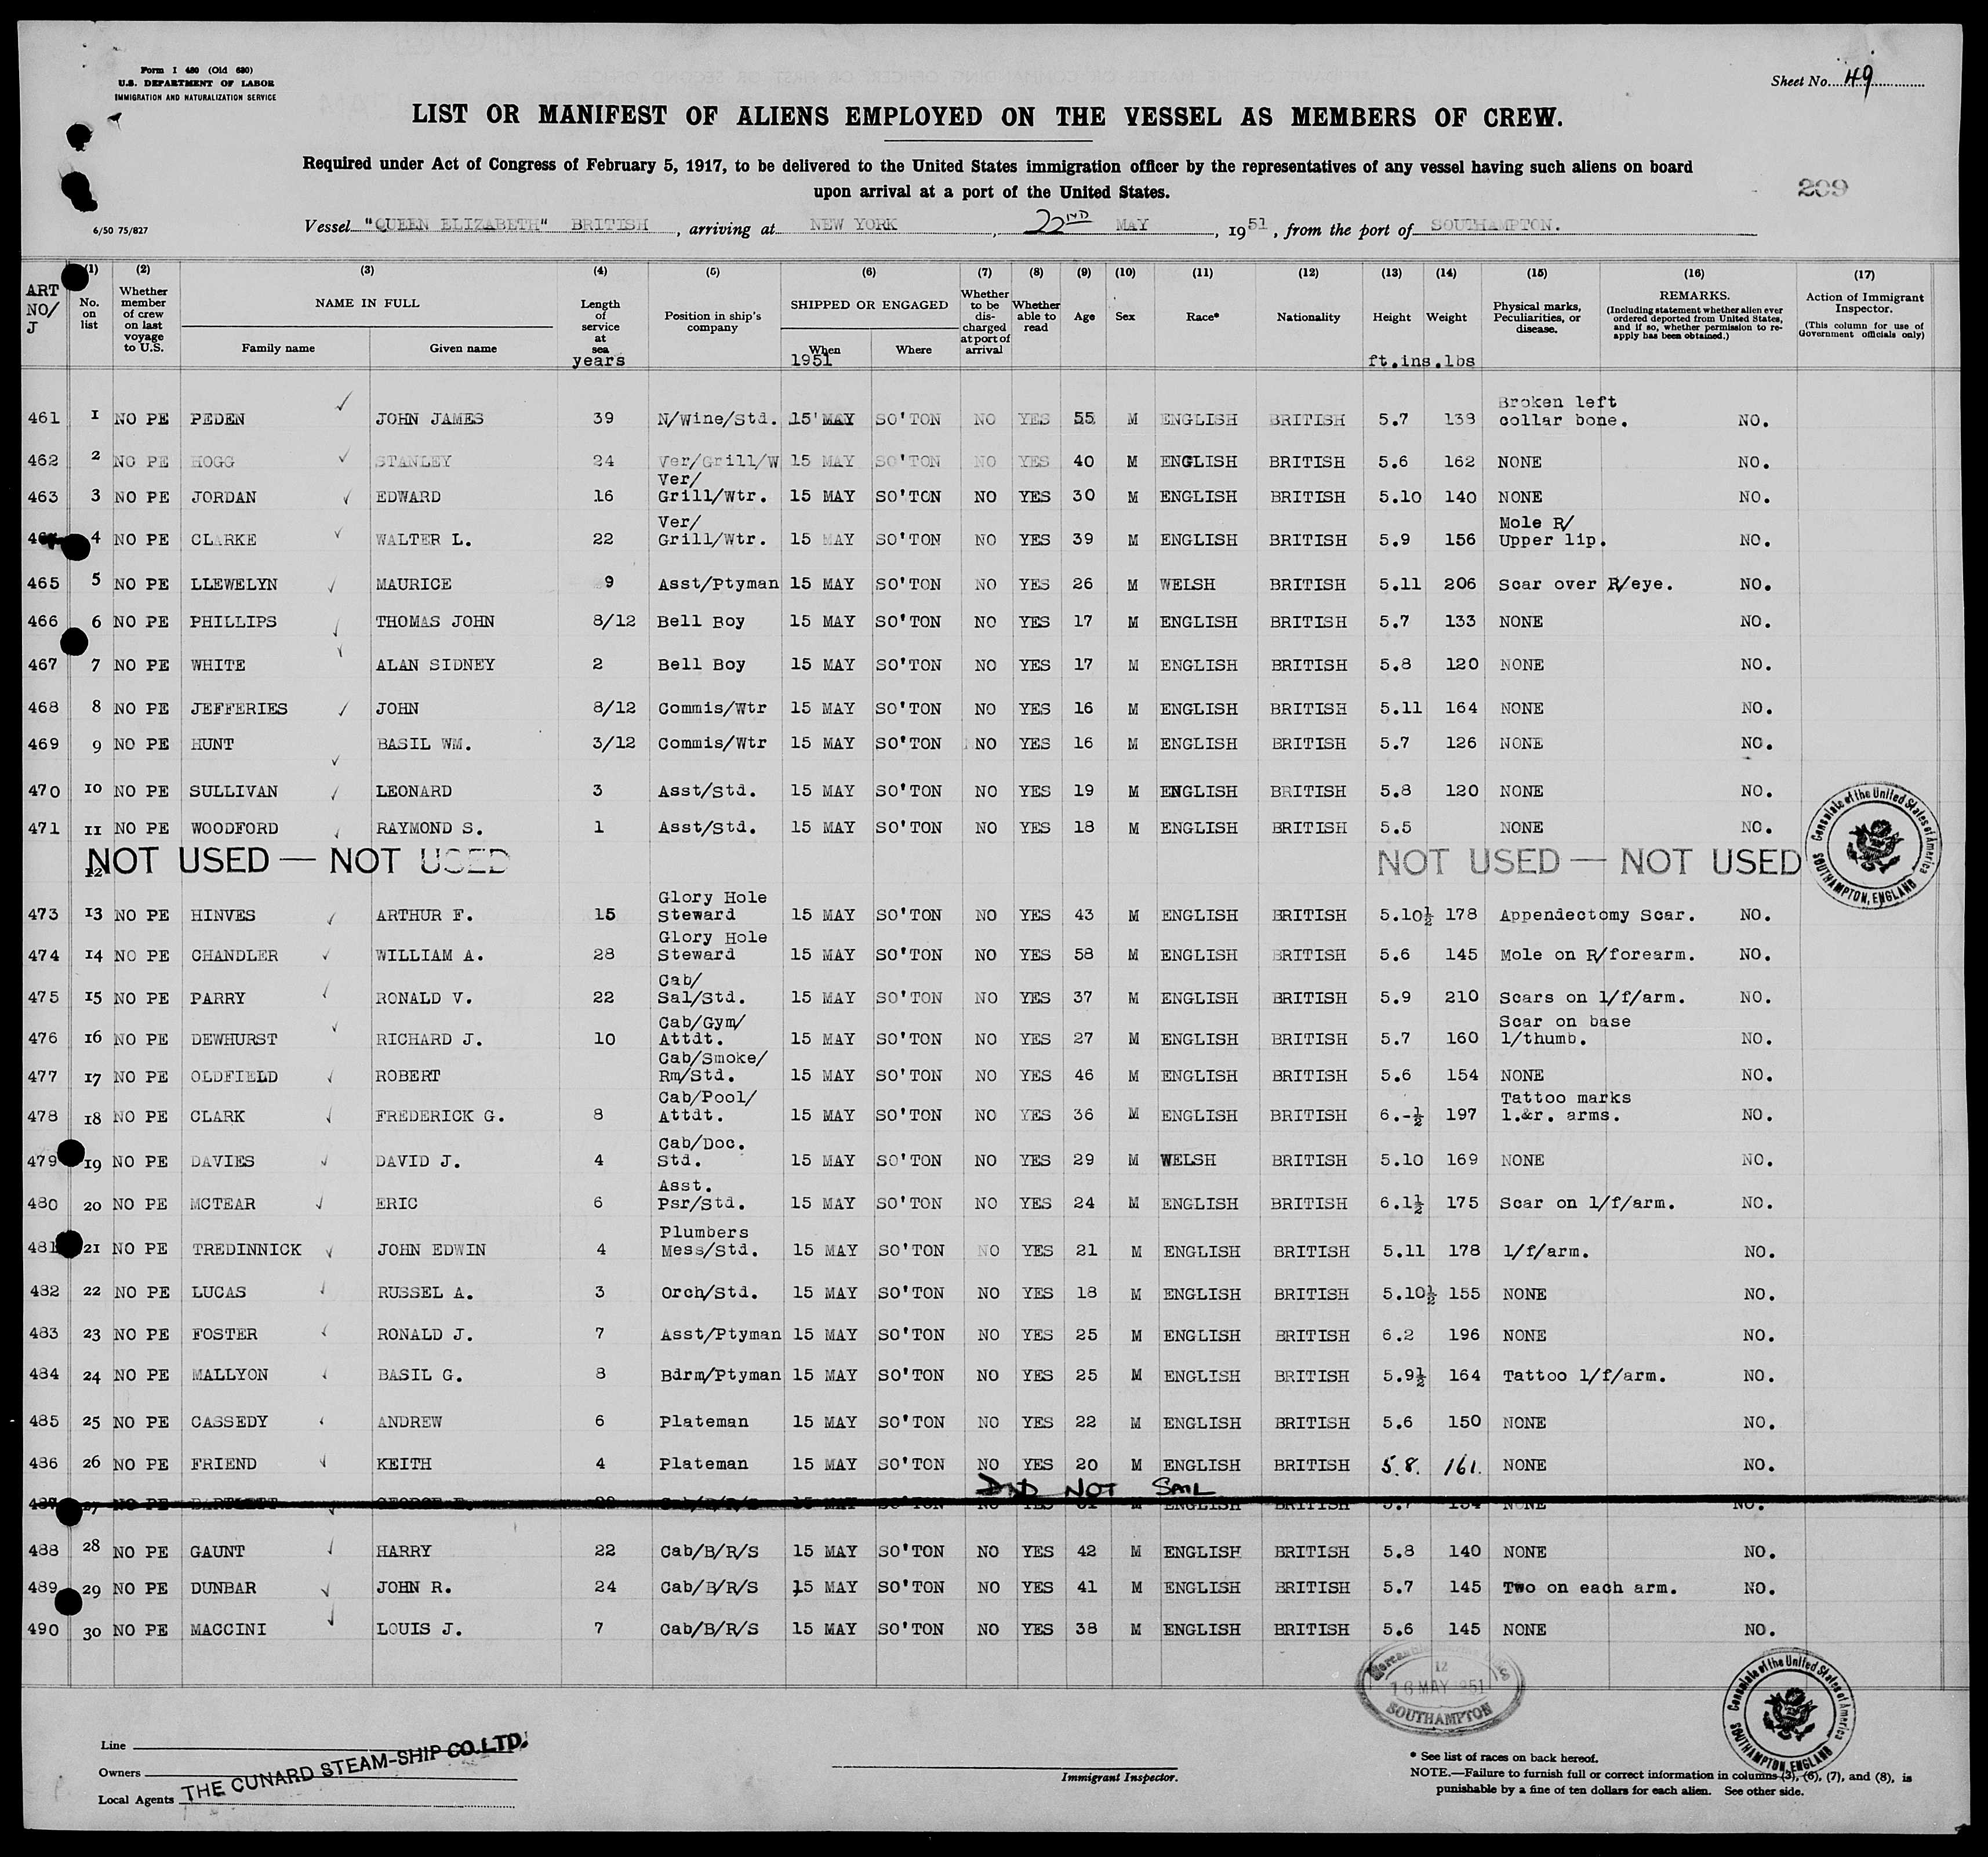 Form I 480 (Old 680)
U.S. DEPARTMENT OF LABOR
IMMIGRATION AND NATURALIZATION SERVICE
Sheet No. 49
LIST OR MANIFEST OF ALIENS EMPLOYED ON THE VESSEL AS MEMBERS OF CREW.
Required under Act of Congress of February 5, 1917, to be delivered to the United States immigration officer by the representatives of any vessel having such aliens on board
upon arrival at a port of the United States.
209
6/50 75/827
Vessel "QUEEN ELIZABETH" BRITISH, arriving at NEW YORK, 22ND MAY, 1951, from the port of SOUTHAMPTON.
ART NO/ J
(1) No. on list
(2) Whether member of crew on last voyage to U.S.
(3) NAME IN FULL
Family name
Given name
(4) Length of service at sea
years
(5) Position in ship's company
(6) SHIPPED OR ENGAGED
When
1951
Where
(7) Whether to be discharged at port of arrival
(8) Whether able to read
(9) Age
(10) Sex
(11) Race*
(12) Nationality
(13) Height
(14) Weight
ft.ins.lbs
(15) Physical marks, Peculiarities, or disease.
(16) REMARKS.
(Including statement whether alien ever ordered deported from United States, and if so, whether permission to re-apply has been obtained.)
(17) Action of Immigrant Inspector.
(This column for use of Government officials only)
461 1 NO PE PEDEN JOHN JAMES 39 N/Wine/Std. 15 MAY SO'TON NO YES 55 M ENGLISH BRITISH 5.7 138 Broken left collar bone. NO.
462 2 NO PE HOGG STANLEY 24 Ver/Grill/W 15 MAY SO'TON NO YES 40 M ENGLISH BRITISH 5.6 162 NONE NO.
463 3 NO PE JORDAN EDWARD 16 Ver/ Grill/Wtr. 15 MAY SO'TON NO YES 30 M ENGLISH BRITISH 5.10 140 NONE NO.
4 NO PE CLARKE WALTER L. 22 Ver/ Grill/Wtr. 15 MAY SO'TON NO YES 39 M ENGLISH BRITISH 5.9 156 Mole R/ Upper lip. NO.
465 5 NO PE LLEWELYN MAURICE 9 Asst/Ptyman 15 MAY SO'TON NO YES 26 M WELSH BRITISH 5.11 206 Scar over R/eye. NO.
466 6 NO PE PHILLIPS THOMAS JOHN 8/12 Bell Boy 15 MAY SO'TON NO YES 17 M ENGLISH BRITISH 5.7 133 NONE NO.
467 7 NO PE WHITE ALAN SIDNEY 2 Bell Boy 15 MAY SO'TON NO YES 17 M ENGLISH BRITISH 5.8 120 NONE NO.
468 8 NO PE JEFFERIES JOHN 8/12 Commis/Wtr 15 MAY SO'TON NO YES 16 M ENGLISH BRITISH 5.11 164 NONE NO.
469 9 NO PE HUNT BASIL WM. 3/12 Commis/Wtr 15 MAY SO'TON NO YES 16 M ENGLISH BRITISH 5.7 126 NONE NO.
470 10 NO PE SULLIVAN LEONARD 3 Asst/Std. 15 MAY SO'TON NO YES 19 M ENGLISH BRITISH 5.8 120 NONE NO.
471 11 NO PE WOODFORD RAYMOND S. 1 Asst/Std. 15 MAY SO'TON NO YES 18 M ENGLISH BRITISH 5.5 NONE NO.
12 NOT USED — NOT USED NOT USED — NOT USED
Consulate of the United States of America SOUTHAMPTON, ENGLAND
473 13 NO PE HINVES ARTHUR F. 15 Glory Hole Steward 15 MAY SO'TON NO YES 43 M ENGLISH BRITISH 5.10½ 178 Appendectomy Scar. NO.
474 14 NO PE CHANDLER WILLIAM A. 28 Glory Hole Steward 15 MAY SO'TON NO YES 58 M ENGLISH BRITISH 5.6 145 Mole on R/forearm. NO.
475 15 NO PE PARRY RONALD V. 22 Cab/ Sal/Std. 15 MAY SO'TON NO YES 37 M ENGLISH BRITISH 5.9 210 Scars on l/f/arm. NO.
476 16 NO PE DEWHURST RICHARD J. 10 Cab/Gym/ Attdt. 15 MAY SO'TON NO YES 27 M ENGLISH BRITISH 5.7 160 Scar on base l/thumb. NO.
477 17 NO PE OLDFIELD ROBERT Cab/Smoke/ Rm/Std. 15 MAY SO'TON NO YES 46 M ENGLISH BRITISH 5.6 154 NONE NO.
478 18 NO PE CLARK FREDERICK G. 8 Cab/Pool/ Attdt. 15 MAY SO'TON NO YES 36 M ENGLISH BRITISH 6.-½ 197 Tattoo marks l.&r. arms. NO.
479 19 NO PE DAVIES DAVID J. 4 Cab/Doc. Std. 15 MAY SO'TON NO YES 29 M WELSH BRITISH 5.10 169 NONE NO.
480 20 NO PE MCTEAR ERIC 6 Asst. Psr/Std. 15 MAY SO'TON NO YES 24 M ENGLISH BRITISH 6.1½ 175 Scar on l/f/arm. NO.
481 21 NO PE TREDINNICK JOHN EDWIN 4 Plumbers Mess/Std. 15 MAY SO'TON NO YES 21 M ENGLISH BRITISH 5.11 178 l/f/arm. NO.
482 22 NO PE LUCAS RUSSEL A. 3 Orch/Std. 15 MAY SO'TON NO YES 18 M ENGLISH BRITISH 5.10½ 155 NONE NO.
483 23 NO PE FOSTER RONALD J. 7 Asst/Ptyman 15 MAY SO'TON NO YES 25 M ENGLISH BRITISH 6.2 196 NONE NO.
484 24 NO PE MALLYON BASIL G. 8 Bdrm/Ptyman 15 MAY SO'TON NO YES 25 M ENGLISH BRITISH 5.9½ 164 Tattoo l/f/arm. NO.
485 25 NO PE CASSEDY ANDREW 6 Plateman 15 MAY SO'TON NO YES 22 M ENGLISH BRITISH 5.6 150 NONE NO.
486 26 NO PE FRIEND KEITH 4 Plateman 15 MAY SO'TON NO YES 20 M ENGLISH BRITISH 5.8. 161. NONE NO.
DID NOT SAIL
487 27 NO PE BARTLETT GEORGE Cab/B/R/S 15 MAY SO'TON NO YES M ENGLISH BRITISH 5.7 NONE NO.
488 28 NO PE GAUNT HARRY 22 Cab/B/R/S 15 MAY SO'TON NO YES 42 M ENGLISH BRITISH 5.8 140 NONE NO.
489 29 NO PE DUNBAR JOHN R. 24 Cab/B/R/S 15 MAY SO'TON NO YES 41 M ENGLISH BRITISH 5.7 145 Two on each arm. NO.
490 30 NO PE MACCINI LOUIS J. 7 Cab/B/R/S 15 MAY SO'TON NO YES 38 M ENGLISH BRITISH 5.6 145 NONE NO.
12
16 MAY 1951
SOUTHAMPTON
Consulate of the United States of America SOUTHAMPTON, ENGLAND
Line
Owners
Local Agents
THE CUNARD STEAM-SHIP CO. LTD.
Immigrant Inspector.
* See list of races on back hereof.
NOTE.—Failure to furnish full or correct information in columns (3), (6), (7), and (8), is
punishable by a fine of ten dollars for each alien. See other side.